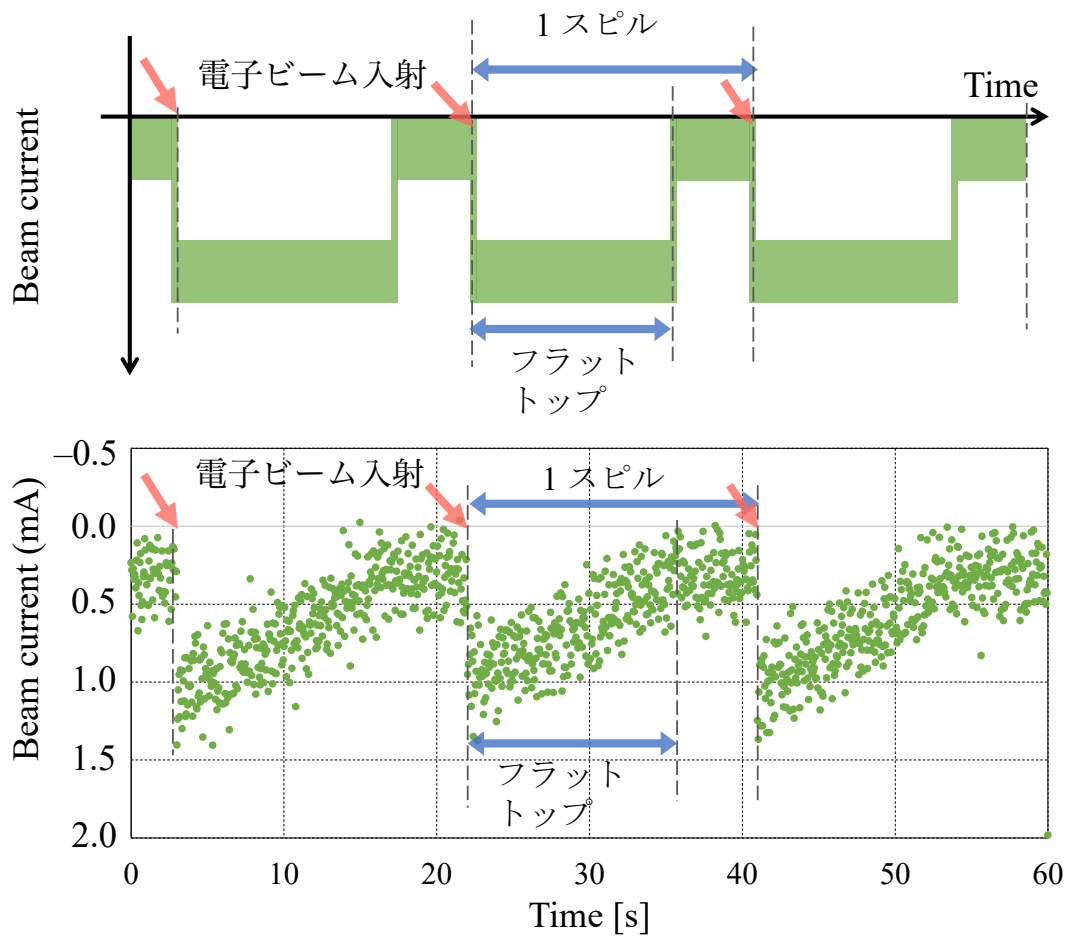 1 スピル
電子ビーム入射
Time
Beam current
フラット
トップ
–0.5
電子ビーム入射
1 スピル
0.0
0.5
1.0
1.5
2.0
Beam current (mA)
フラット
トップ
0 10 20 30 40 50 60
Time [s]